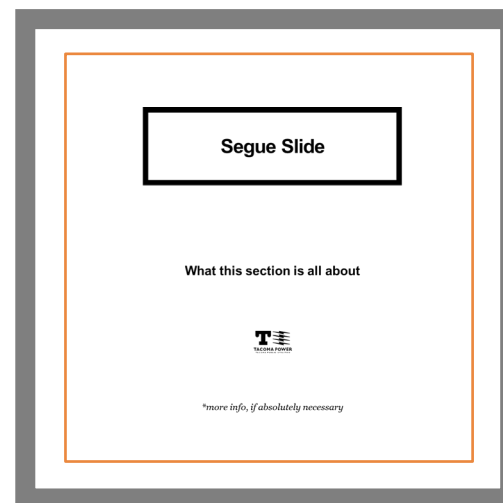 Segue Slide
What this section is all about
TACOMA POWER
*more info, if absolutely necessary